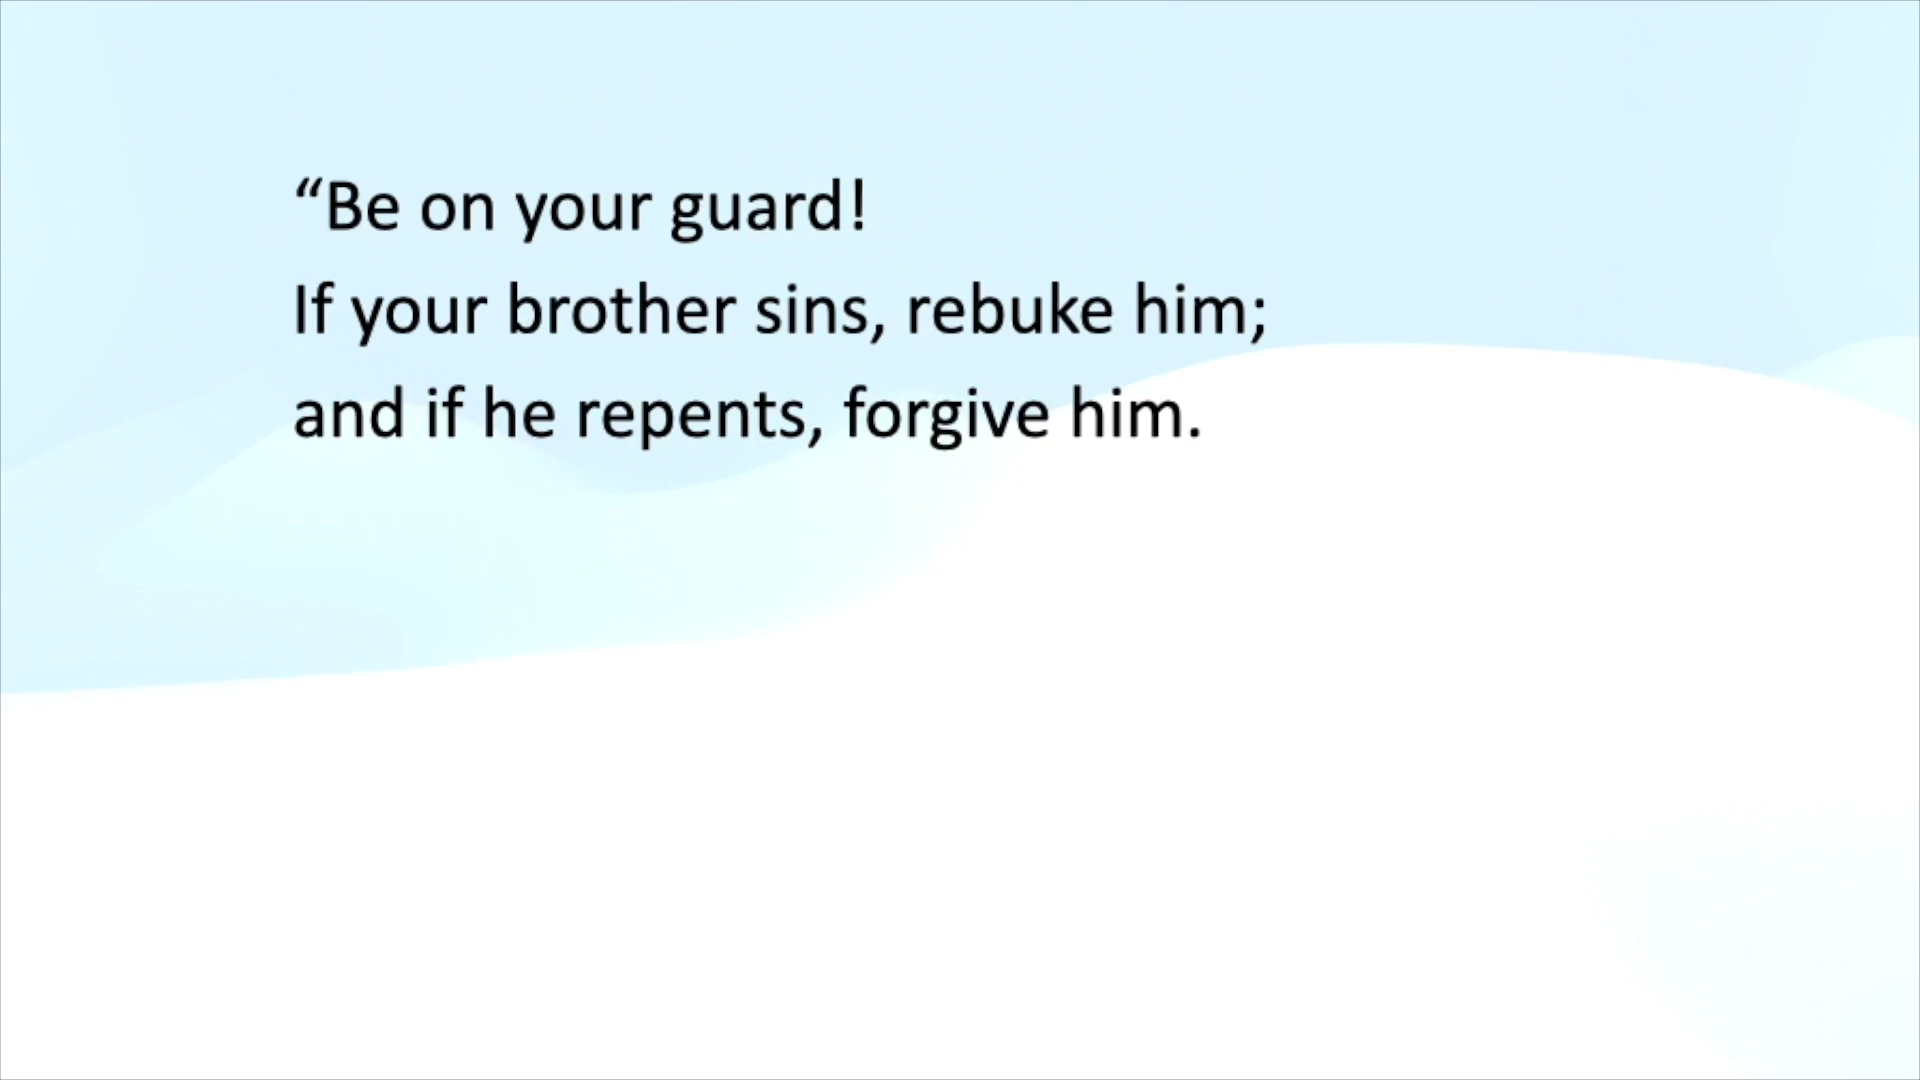 “Be on your guard!
If your brother sins, rebuke him;
and if he repents, forgive him.